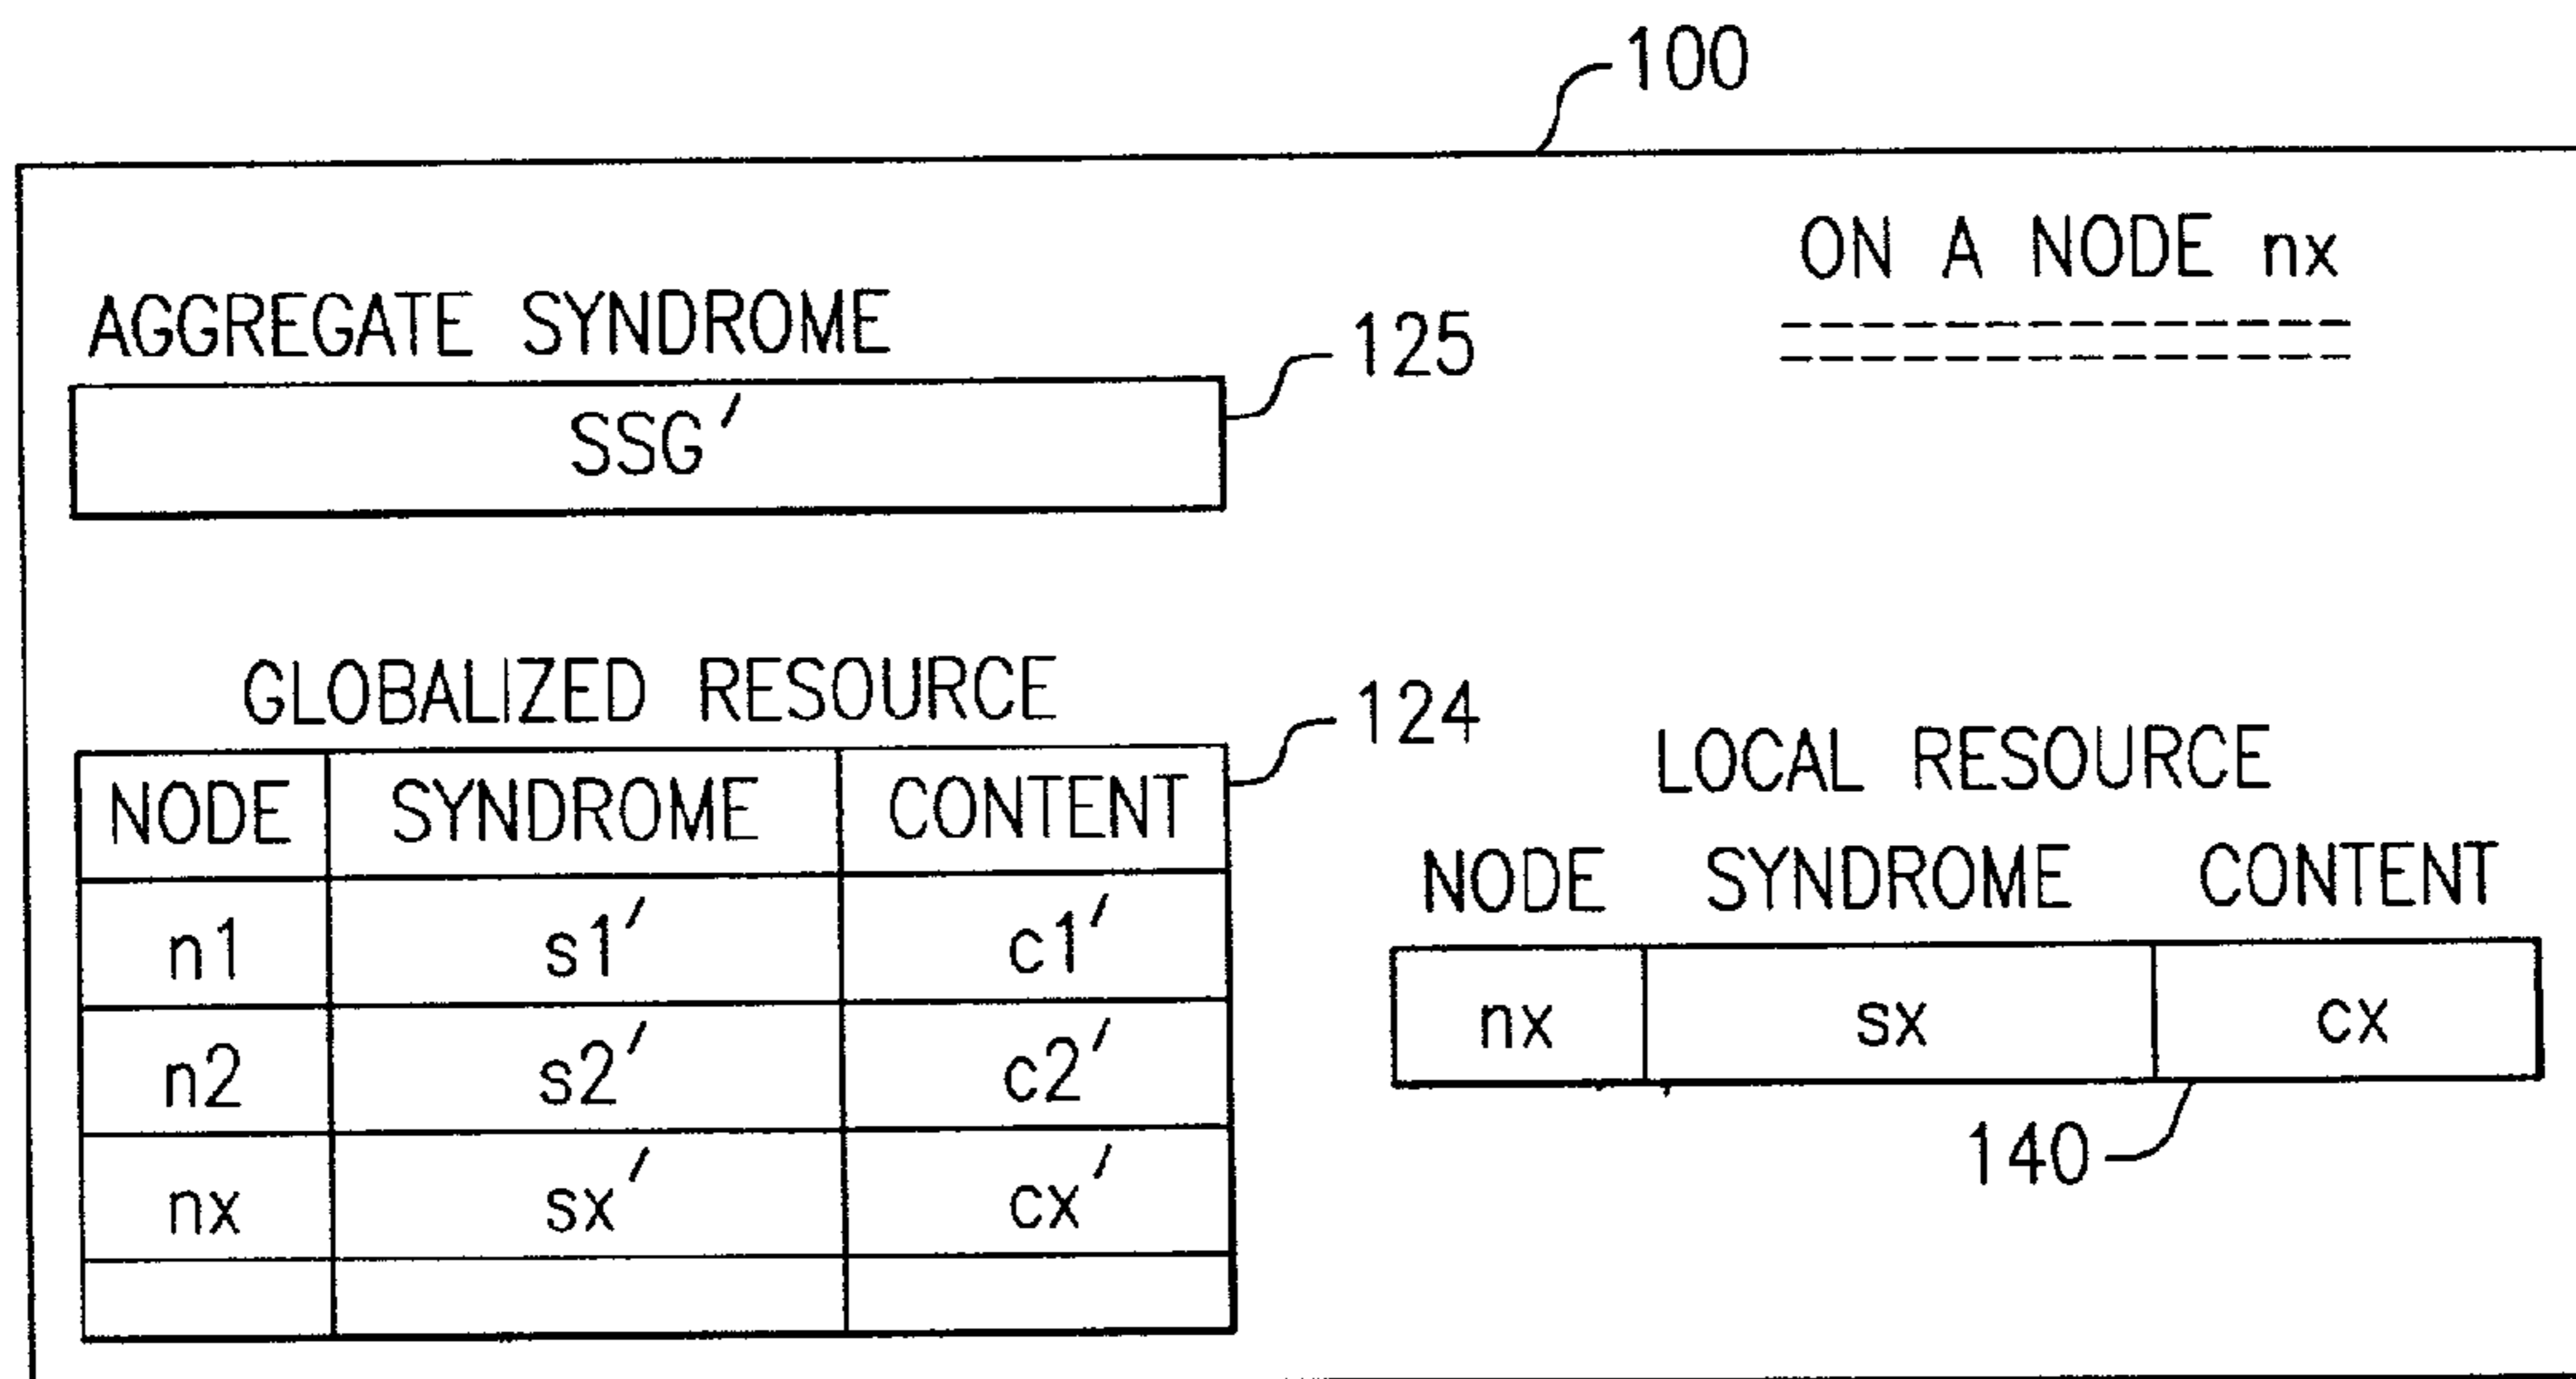 100
ON A NODE nx
AGGREGATE SYNDROME
125
SSG'
GLOBALIZED RESOURCE
124
NODE SYNDROME CONTENT
n1 s1' c1'
n2 s2' c2'
nx sx' cx'
LOCAL RESOURCE
NODE SYNDROME CONTENT
nx sx cx
140